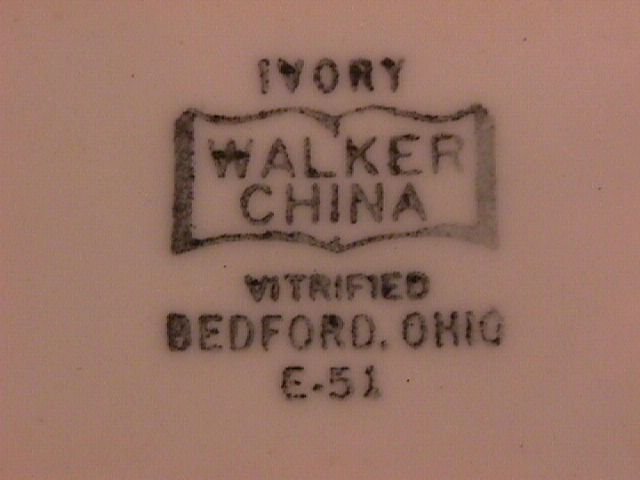 IVORY
WALKER
CHINA
VITRIFIED
BEDFORD, OHIO
E-51